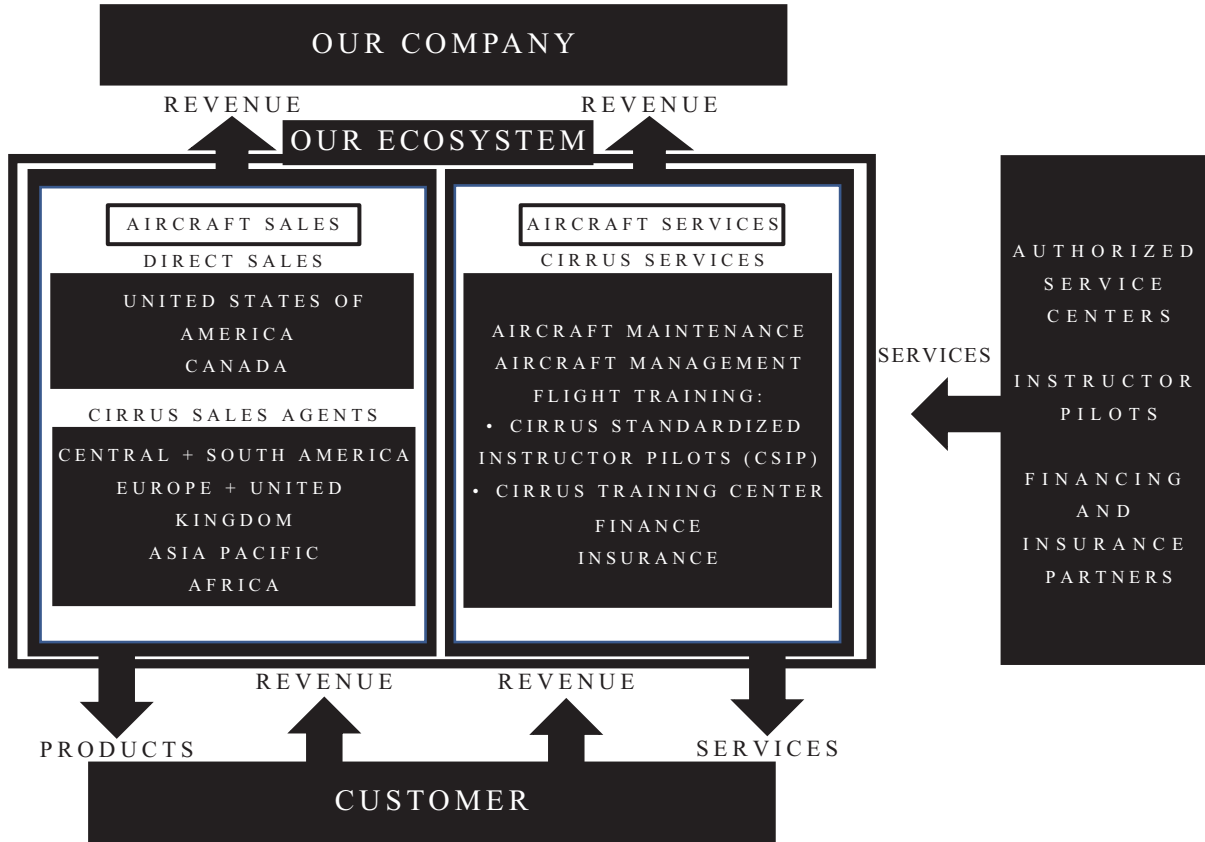 OUR COMPANY
REVENUE
REVENUE
OUR ECOSYSTEM
AIRCRAFT SALES
DIRECT SALES
UNITED STATES OF
AMERICA
CANADA
CIRRUS SALES AGENTS
CENTRAL + SOUTH AMERICA
EUROPE + UNITED
KINGDOM
ASIA PACIFIC
AFRICA
AIRCRAFT SERVICES
CIRRUS SERVICES
AIRCRAFT MAINTENANCE
AIRCRAFT MANAGEMENT
FLIGHT TRAINING:
• CIRRUS STANDARDIZED
INSTRUCTOR PILOTS (CSIP)
• CIRRUS TRAINING CENTER
FINANCE
INSURANCE
SERVICES
AUTHORIZED
SERVICE
CENTERS
INSTRUCTOR
PILOTS
FINANCING
AND
INSURANCE
PARTNERS
REVENUE
REVENUE
PRODUCTS
SERVICES
CUSTOMER